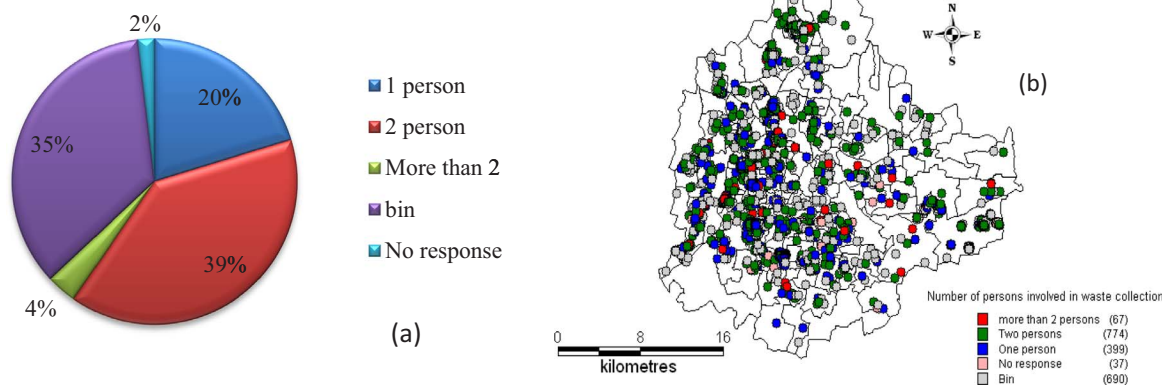 2%
20%
35%
39%
4%
1 person
2 person
More than 2
bin
No response
(a)
N
W E
S
(b)
0 8 16
kilometres
Number of persons involved in waste collection
more than 2 persons (67)
Two persons (774)
One person (399)
No response (37)
Bin (690)